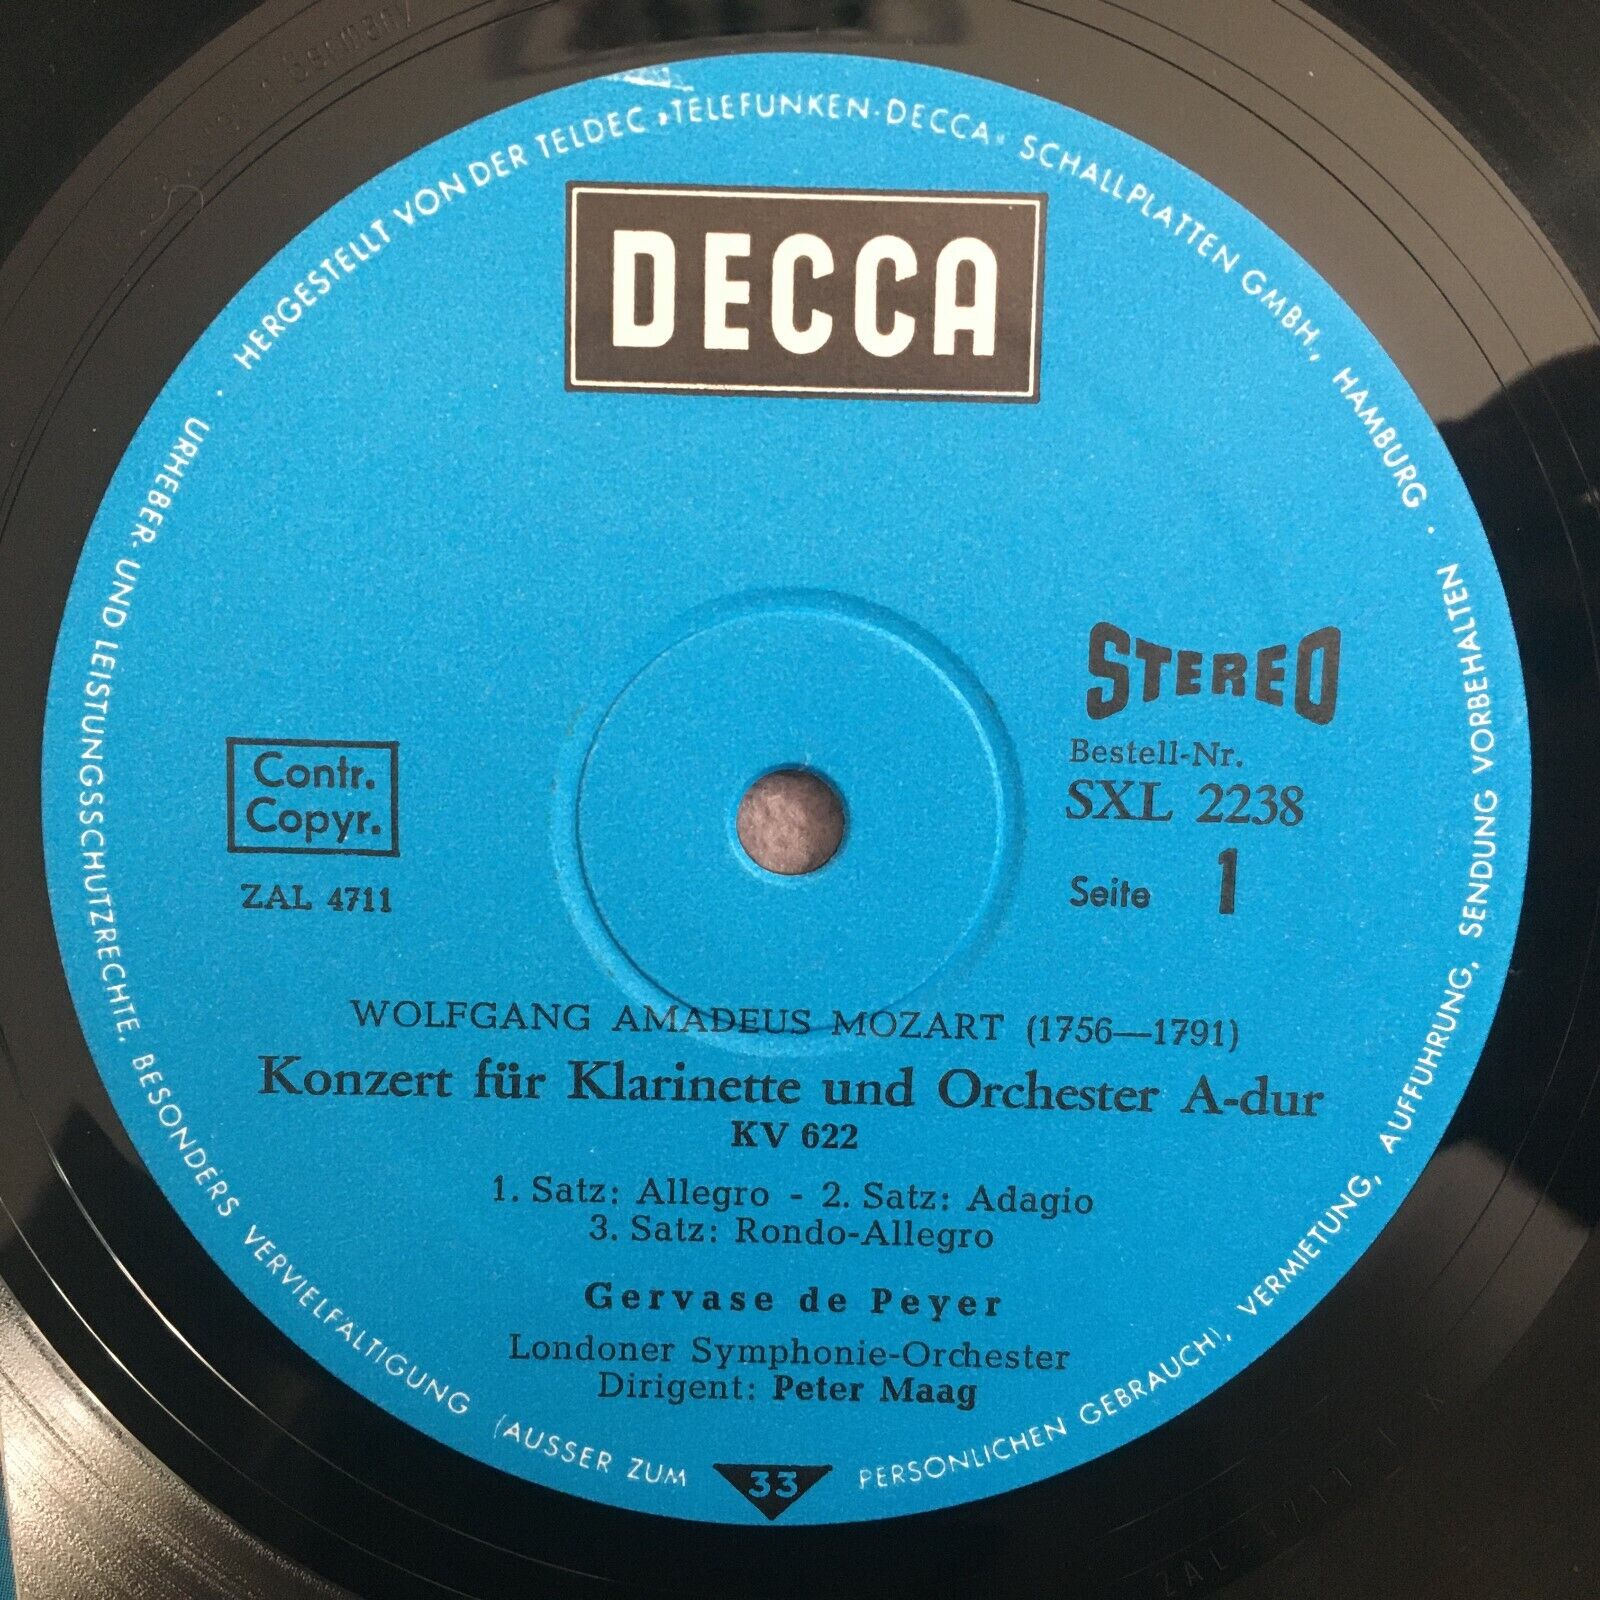 HERGESTELLT VON DER TELDEC »TELEFUNKEN·DECCA« SCHALLPLATTEN GMBH., HAMBURG ·
URHEBER- UND LEISTUNGSSCHUTZRECHTE, BESONDERS VERVIELFÄLTIGUNG (AUSSER ZUM PERSÖNLICHEN GEBRAUCH), VERMIETUNG, AUFFÜHRUNG, SENDUNG VORBEHALTEN ·
DECCA
STEREO
Bestell-Nr.
SXL 2238
Seite 1
Contr.
Copyr.
ZAL 4711
WOLFGANG AMADEUS MOZART (1756—1791)
Konzert für Klarinette und Orchester A-dur
KV 622
1. Satz: Allegro - 2. Satz: Adagio
3. Satz: Rondo-Allegro
Gervase de Peyer
Londoner Symphonie-Orchester
Dirigent: Peter Maag
33
Germany
ZAL-4711